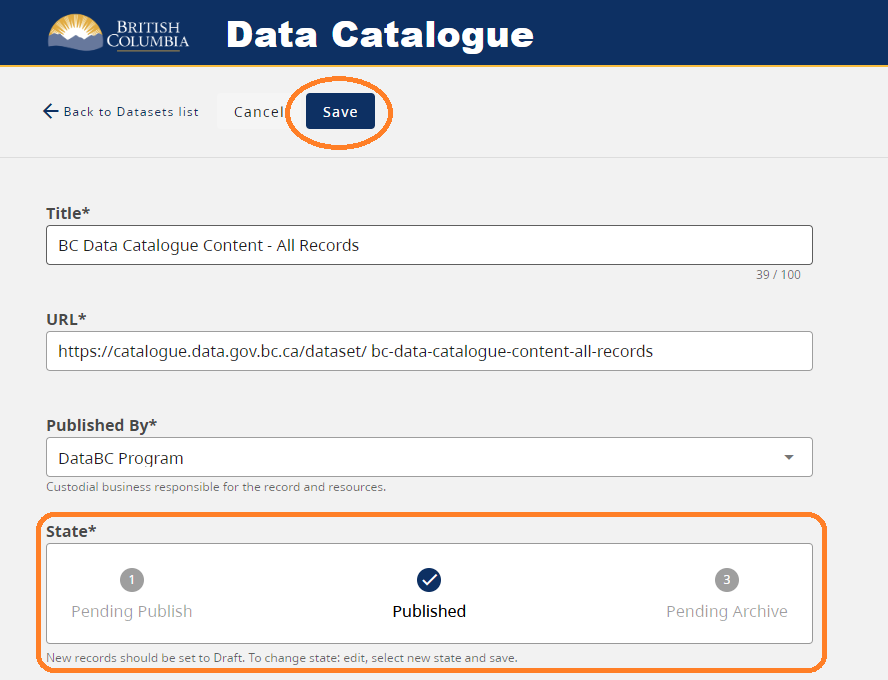 BRITISH
COLUMBIA
Data Catalogue
Back to Datasets list
Cancel
Save
Title*
BC Data Catalogue Content - All Records
39 / 100
URL*
https://catalogue.data.gov.bc.ca/dataset/ bc-data-catalogue-content-all-records
Published By*
DataBC Program
Custodial business responsible for the record and resources.
State*
1
3
Pending Publish
Published
Pending Archive
New records should be set to Draft. To change state: edit, select new state and save.